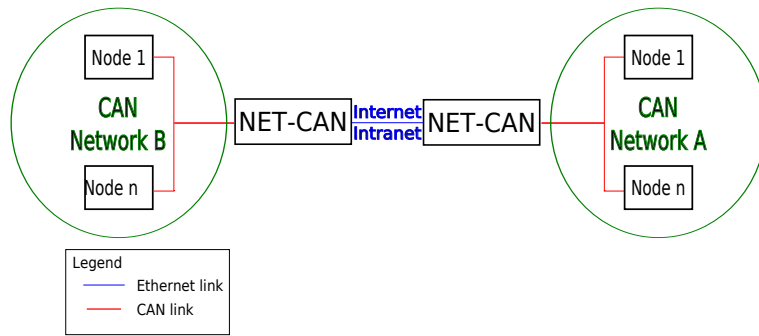 Node 1
CAN
Network B
Node n
NET-CAN
Internet
Intranet
NET-CAN
Node 1
CAN
Network A
Node n
Legend
Ethernet link
CAN link